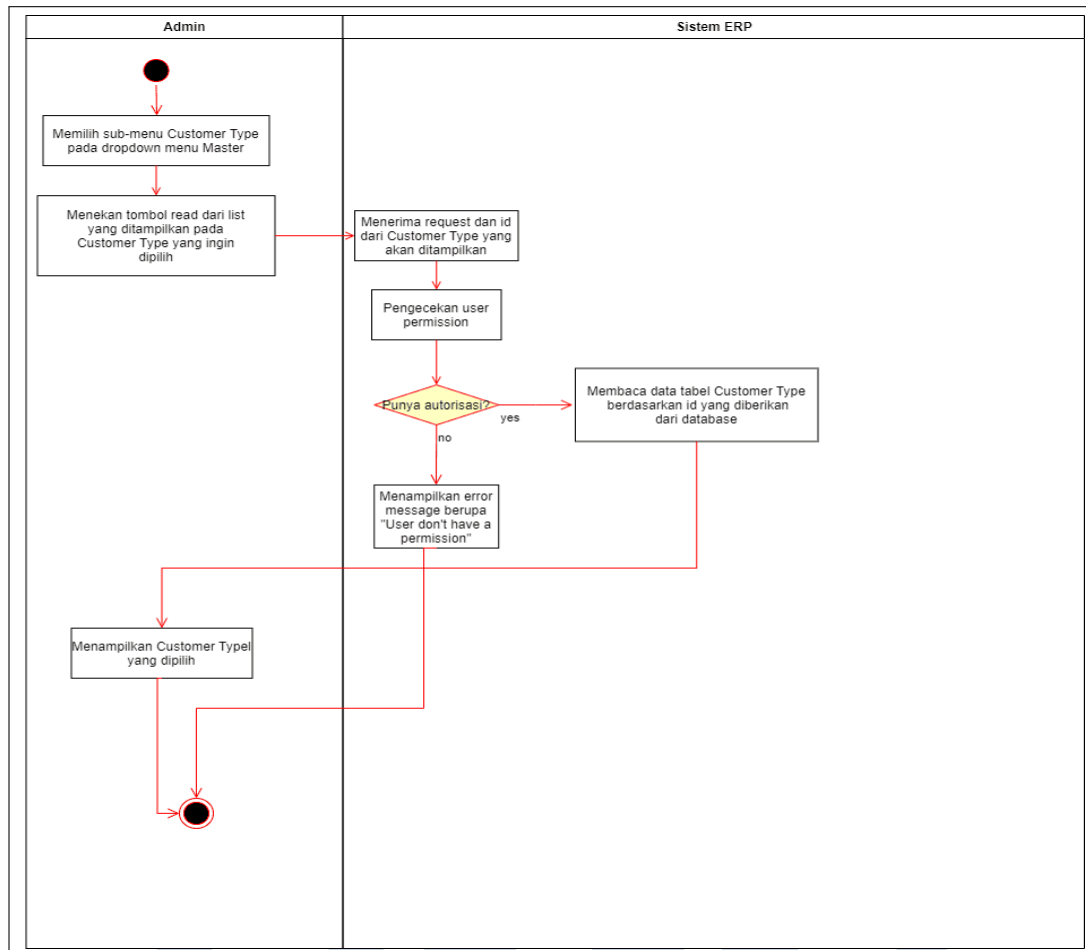 Admin
Sistem ERP
Memilih sub-menu Customer Type
pada dropdown menu Master
Menekan tombol read dari list
yang ditampilkan pada
Customer Type yang ingin
dipilih
Menerima request dan id
dari Customer Type yang
akan ditampilkan
Pengecekan user
permission
Punya autorisasi?
yes
no
Membaca data tabel Customer Type
berdasarkan id yang diberikan
dari database
Menampilkan error
message berupa
"User don't have a
permission"
Menampilkan Customer Typel
yang dipilih